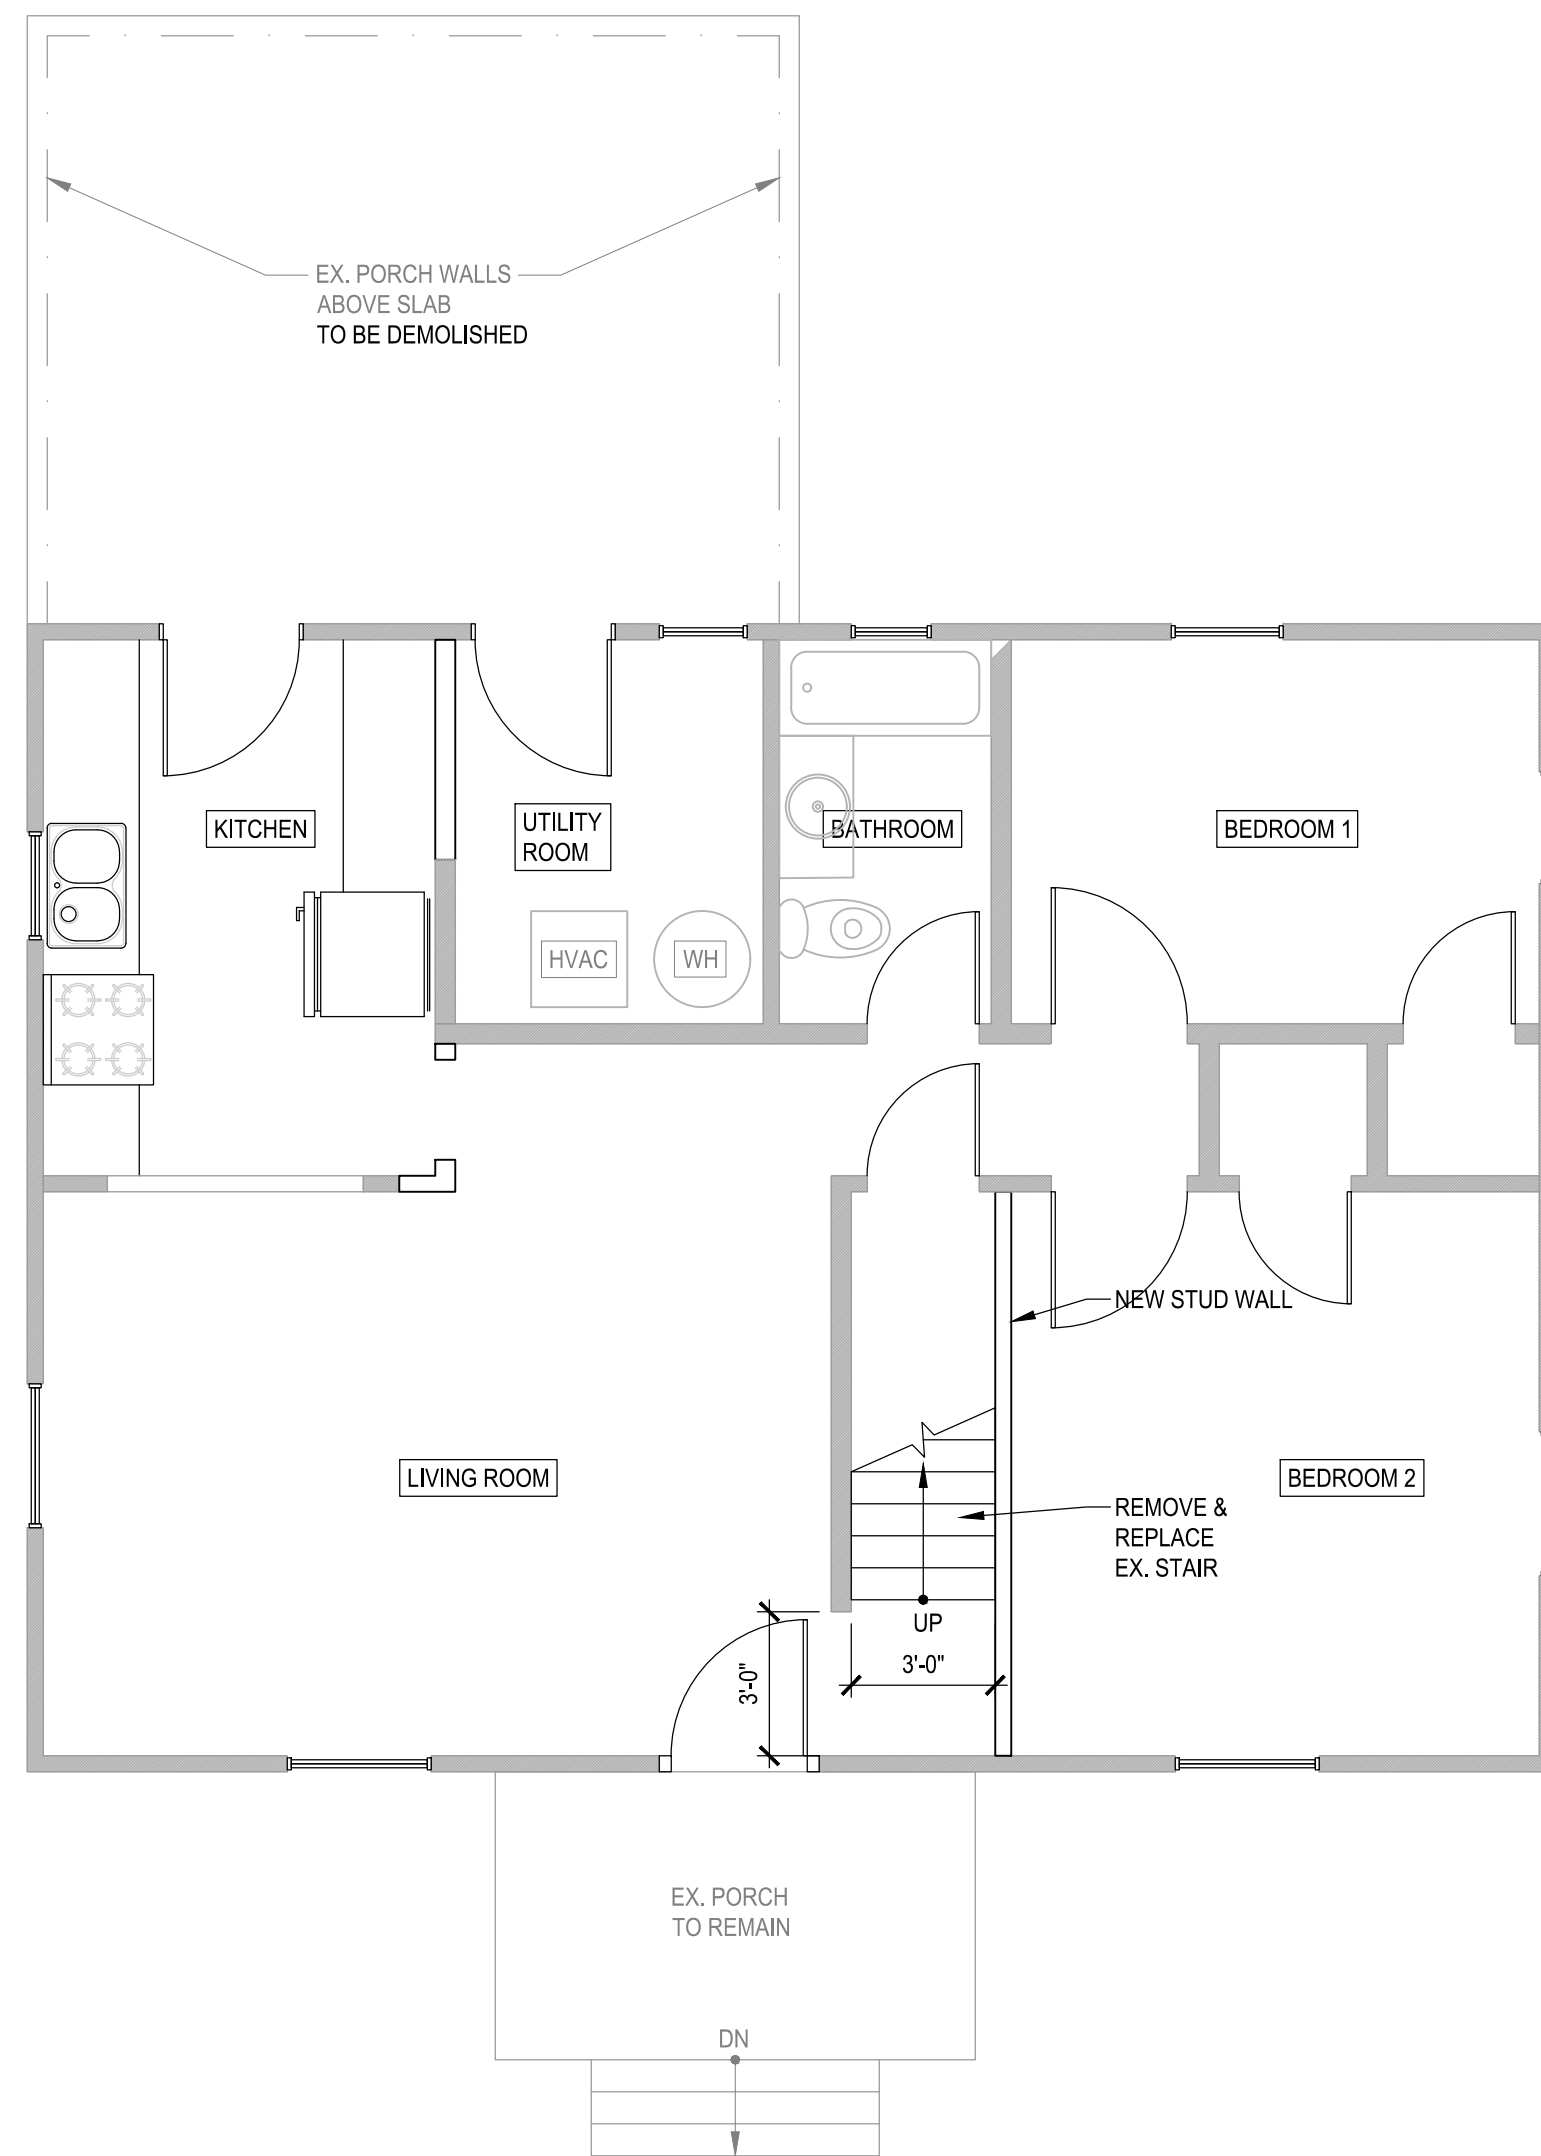 EX. PORCH WALLS
ABOVE SLAB
TO BE DEMOLISHED
KITCHEN
UTILITY
ROOM
BATHROOM
BEDROOM 1
HVAC
WH
NEW STUD WALL
LIVING ROOM
BEDROOM 2
REMOVE &
REPLACE
EX. STAIR
UP
3'-0"
3'-0"
EX. PORCH
TO REMAIN
DN